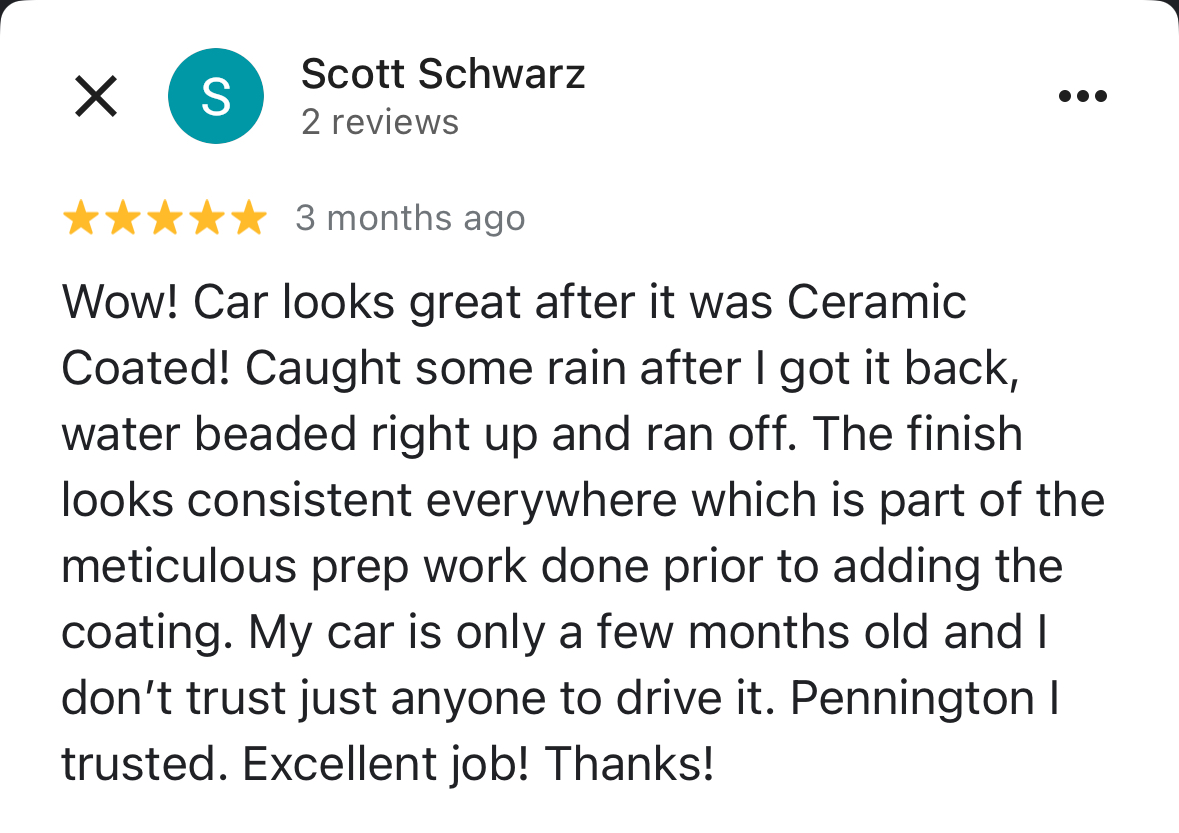 S
Scott Schwarz
2 reviews
3 months ago
Wow! Car looks great after it was Ceramic
Coated! Caught some rain after I got it back,
water beaded right up and ran off. The finish
looks consistent everywhere which is part of the
meticulous prep work done prior to adding the
coating. My car is only a few months old and I
don’t trust just anyone to drive it. Pennington I
trusted. Excellent job! Thanks!